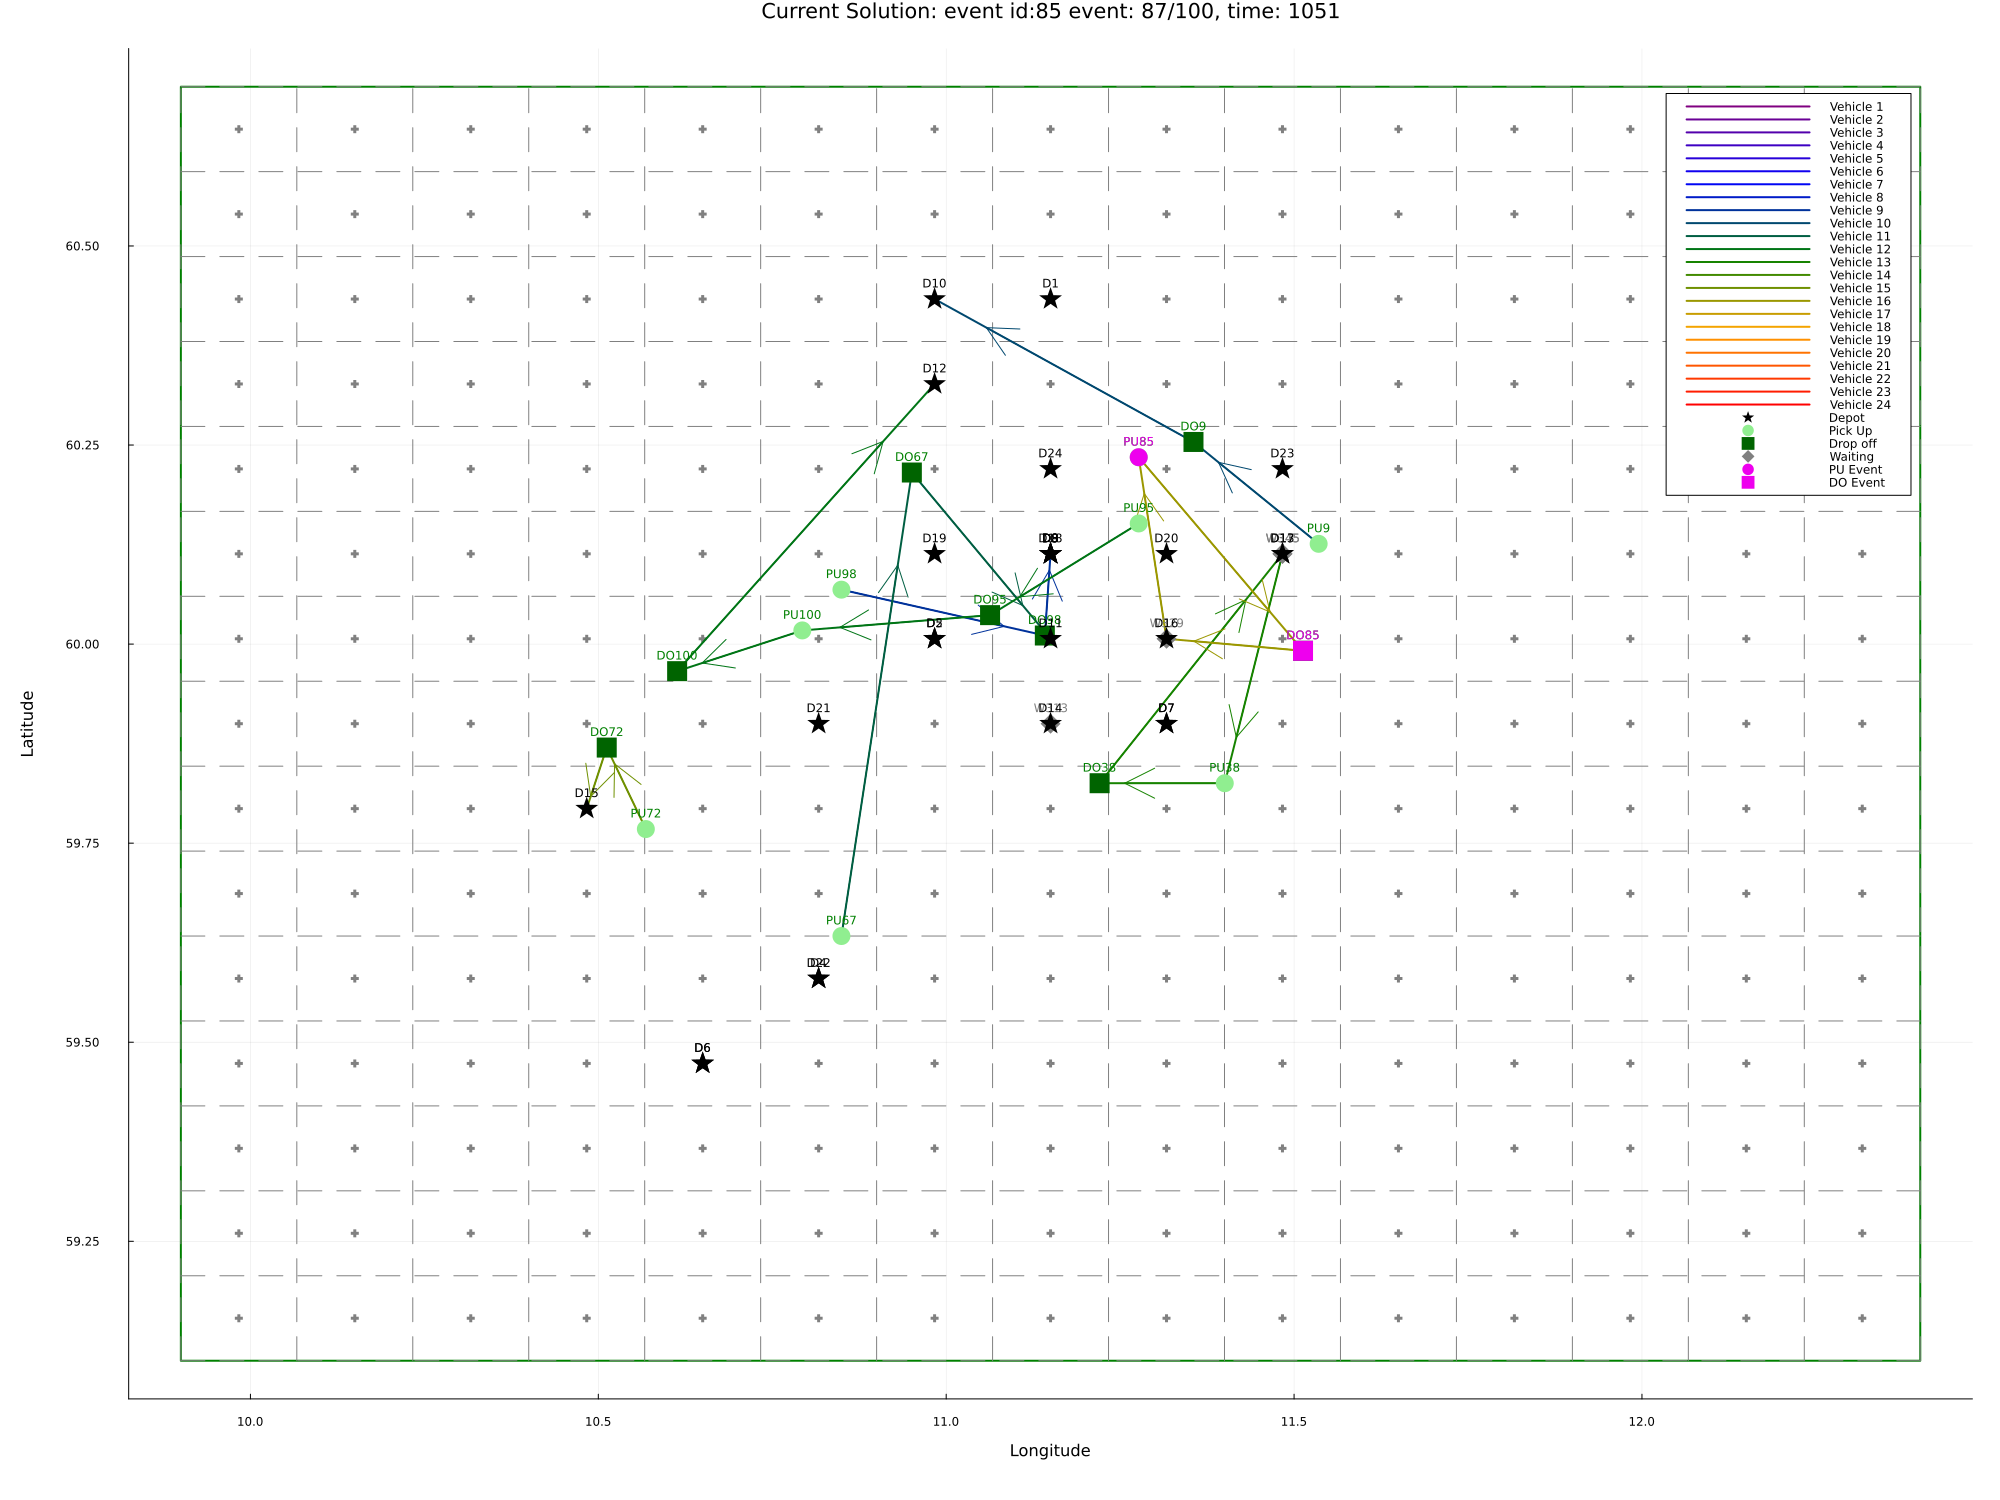 Current Solution: event id:85 event: 87/100, time: 1051
Vehicle 1
Vehicle 2
Vehicle 3
Vehicle 4
Vehicle 5
Vehicle 6
Vehicle 7
Vehicle 8
Vehicle 9
Vehicle 10
Vehicle 11
Vehicle 12
Vehicle 13
Vehicle 14
Vehicle 15
Vehicle 16
Vehicle 17
Vehicle 18
Vehicle 19
Vehicle 20
Vehicle 21
Vehicle 22
Vehicle 23
Vehicle 24
Depot
Pick Up
Drop off
Waiting
PU Event
DO Event
60.50
60.25
60.00
59.75
59.50
59.25
Latitude
D10
D1
D12
DO9
PU85
D24
D23
DO67
PU95
PU9
D19
D20
PU98
DO95
PU100
DO98
D11
D16
DO85
DO100
D21
D14
D7
DO72
DO38
PU38
D15
PU72
PU67
D22
D6
10.0
10.5
11.0
11.5
12.0
Longitude